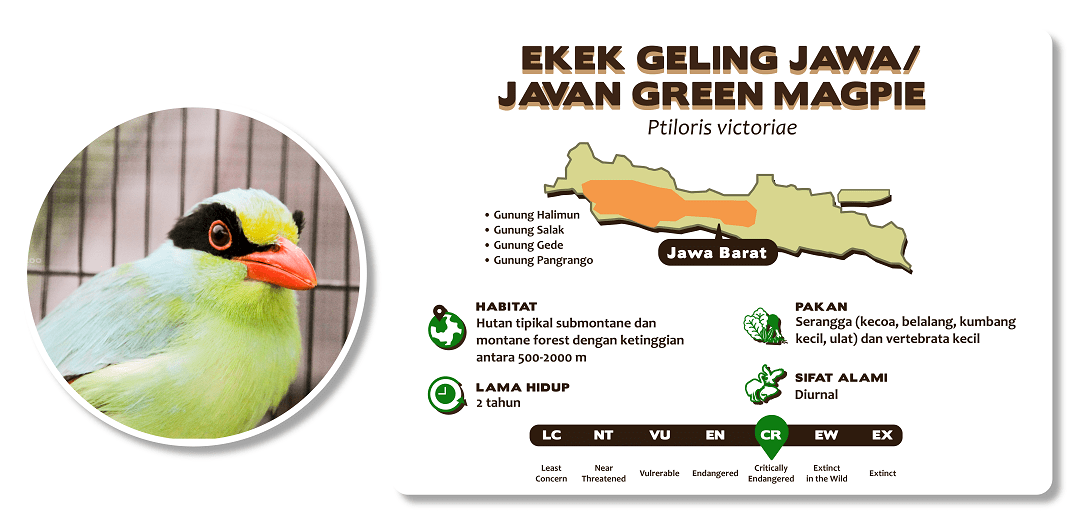 EKEK GELING JAWA/
JAVAN GREEN MAGPIE
Ptiloris victoriae
• Gunung Halimun
• Gunung Salak
• Gunung Gede
• Gunung Pangrango
Jawa Barat
HABITAT
Hutan tipikal submontane dan
montane forest dengan ketinggian
antara 500-2000 m
PAKAN
Serangga (kecoa, belalang, kumbang
kecil, ulat) dan vertebrata kecil
LAMA HIDUP
2 tahun
SIFAT ALAMI
Diurnal
LC NT VU EN CR EW EX
Least Concern
Near Threatened
Vulrerable
Endangered
Critically Endangered
Extinct in the Wild
Extinct